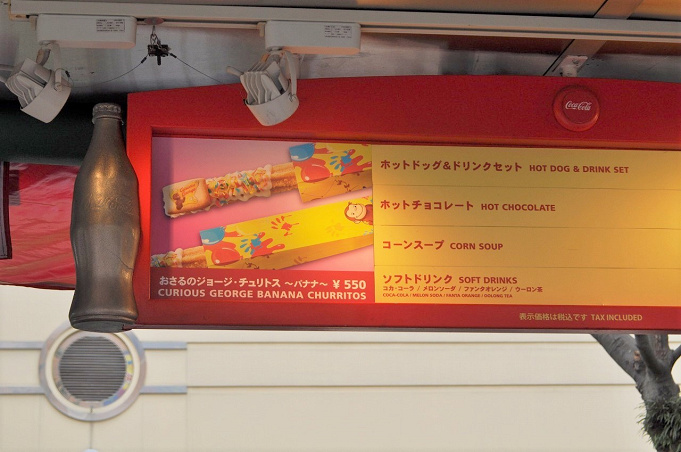 Coca-Cola
おさるのジョージ・チュリトス ～バナナ～ ¥ 550
CURIOUS GEORGE BANANA CHURRITOS
ホットドッグ&ドリンクセット HOT DOG & DRINK SET
ホットチョコレート HOT CHOCOLATE
コーンスープ CORN SOUP
ソフトドリンク SOFT DRINKS
コカ・コーラ / メロンソーダ / ファンタオレンジ / ウーロン茶
COCA-COLA / MELON SODA / FANTA ORANGE / OOLONG TEA
表示価格は税込です TAX INCLUDED